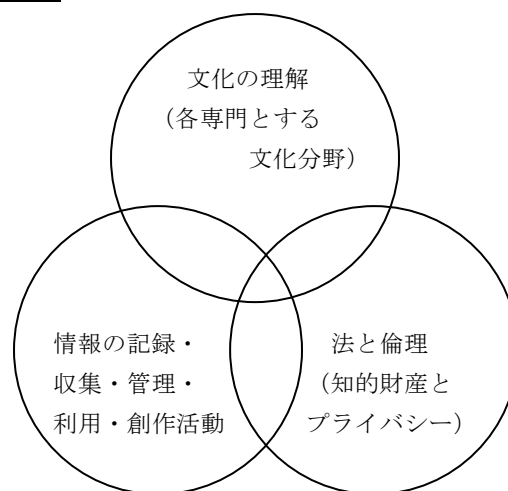 文化の理解
（各専門とする
文化分野）
情報の記録・
収集・管理・
利用・創作活動
法と倫理
（知的財産と
プライバシー）